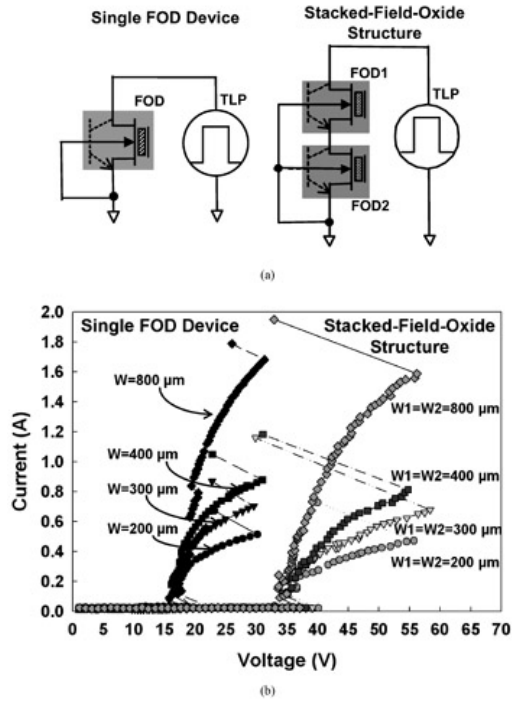 Single FOD Device
Stacked-Field-Oxide
Structure
FOD
TLP
FOD1
TLP
FOD2
(a)
2.0
1.8
1.6
1.4
1.2
1.0
0.8
0.6
0.4
0.2
0.0
Current (A)
Single FOD Device
Stacked-Field-Oxide
Structure
W=800 µm
W=400 µm
W=300 µm
W=200 µm
W1=W2=800 µm
W1=W2=400 µm
W1=W2=300 µm
W1=W2=200 µm
0 5 10 15 20 25 30 35 40 45 50 55 60 65 70
Voltage (V)
(b)